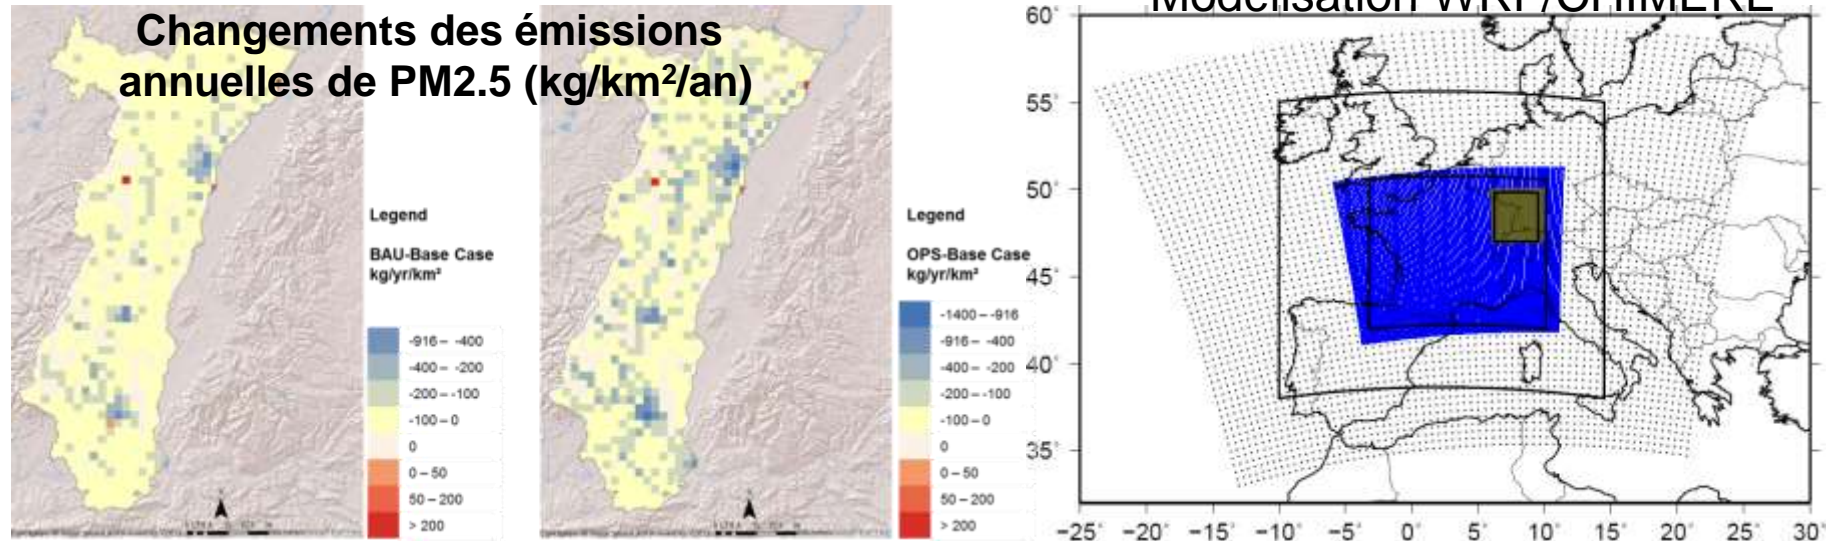 Changements des émissions
annuelles de PM2.5 (kg/km²/an)
Legend
BAU-Base Case
kg/yr/km²
-916 – -400
-400 – -200
-200 – -100
-100 – 0
0
0 – 50
50 – 200
> 200
Legend
OPS-Base Case
kg/yr/km²
-1400 – -916
-916 – -400
-400 – -200
-200 – -100
-100 – 0
0
0 – 50
50 – 200
> 200
Modélisation WRF/CHIMERE
60°
55°
50°
45°
40°
35°
−25° −20° −15° −10° −5° 0° 5° 10° 15° 20° 25° 30°